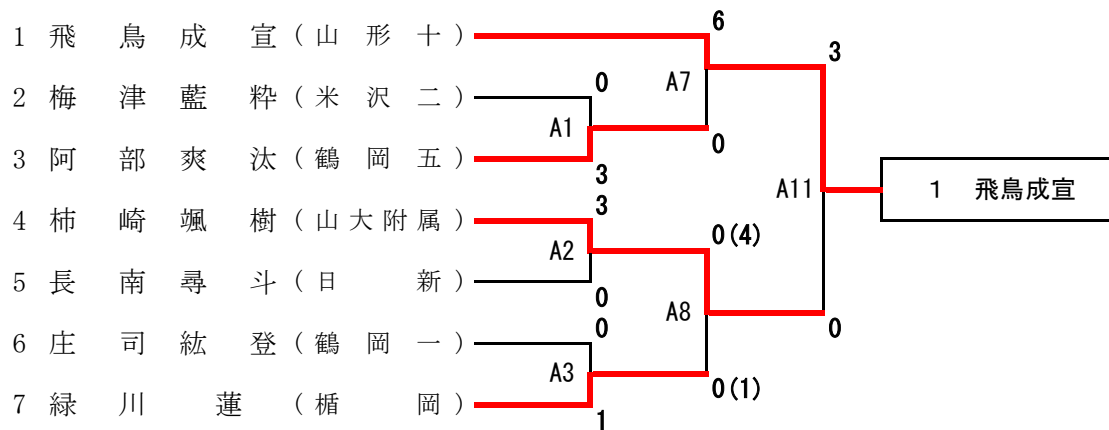 1 飛鳥成宣(山形十)
6
3
2 梅津藍粋(米沢二)
0
A7
A1
0
3 阿部爽汰(鶴岡五)
3
A11
1 飛鳥成宣
4 柿崎颯樹(山大附属)
3
0(4)
A2
5 長南尋斗(日新)
0
A8
0
6 庄司紘登(鶴岡一)
0
A3
0(1)
7 緑川蓮(楯岡)
1